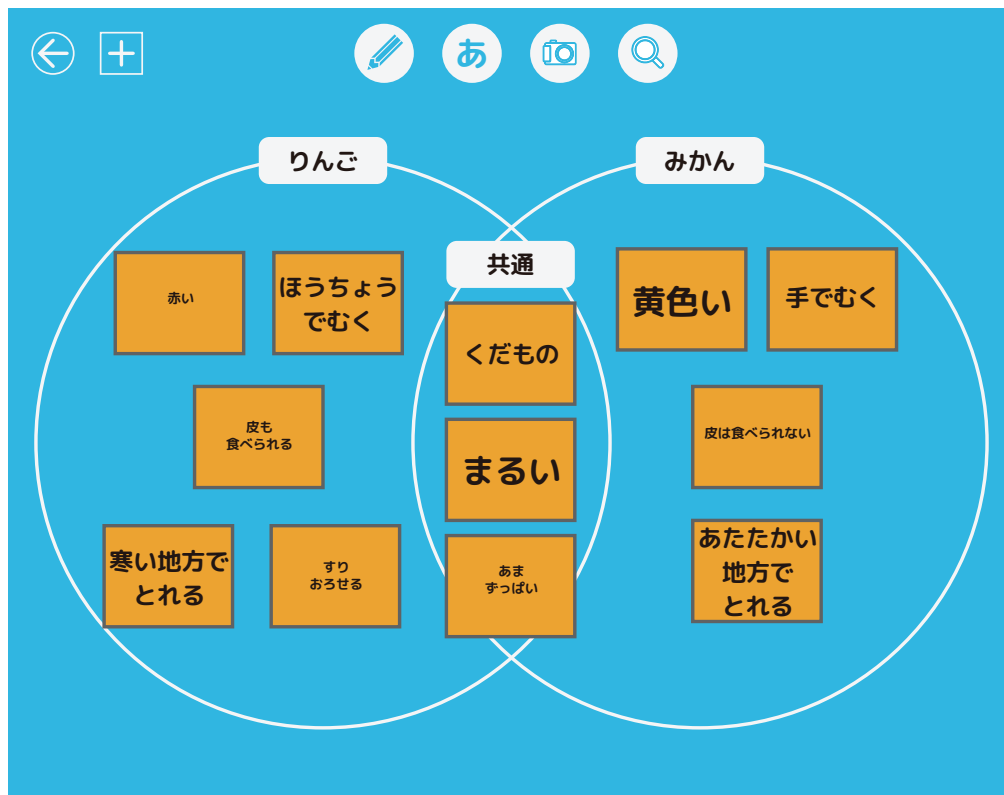 あ
りんご
みかん
共通
赤い
ほうちょう
でむく
皮も
食べられる
寒い地方で
とれる
すり
おろせる
くだもの
まるい
あま
ずっぱい
黄色い
手でむく
皮は食べられない
あたたかい
地方で
とれる